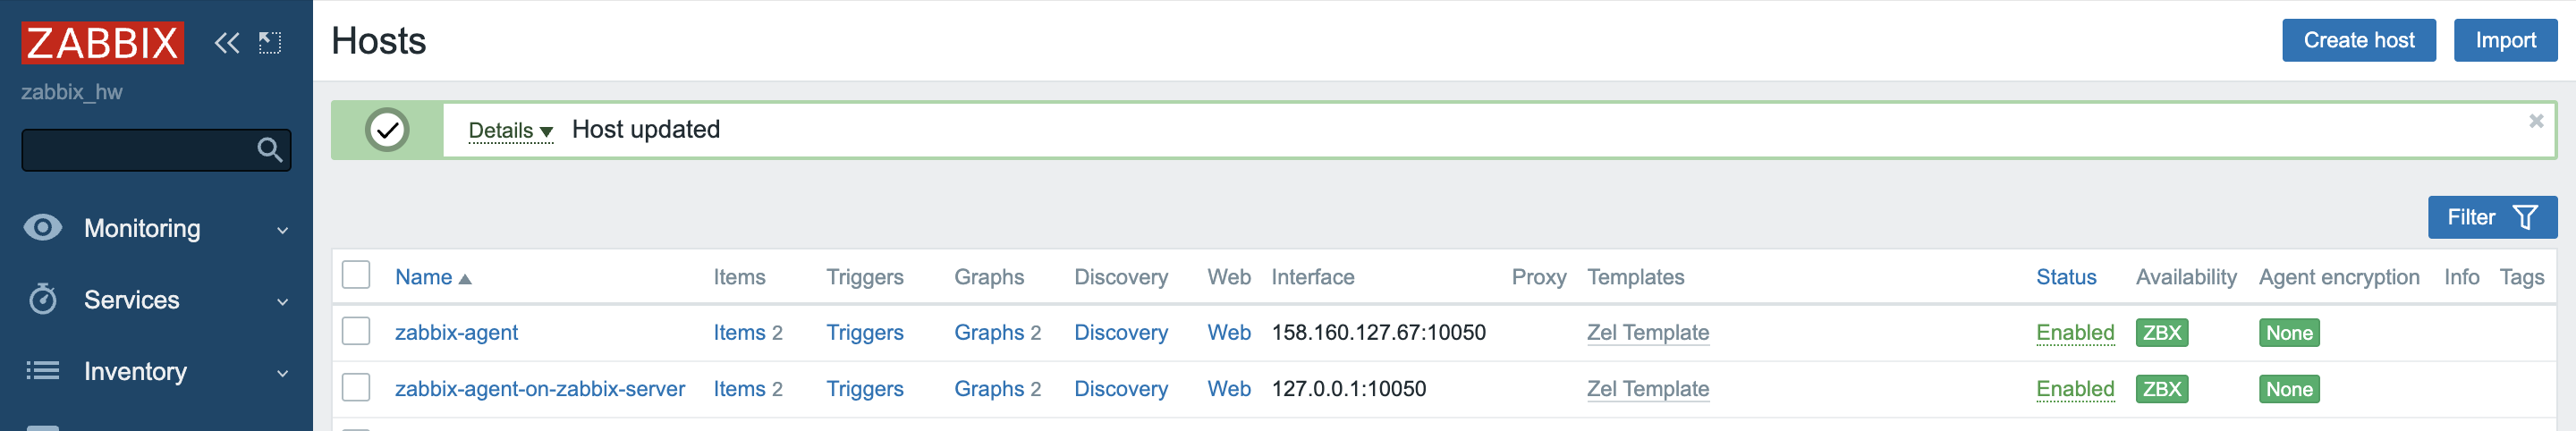 ZABBIX
zabbix_hw
Monitoring
Services
Inventory
Hosts
Create host
Import
Details Host updated
Filter
Name Items Triggers Graphs Discovery Web Interface Proxy Templates Status Availability Agent encryption Info Tags
zabbix-agent Items 2 Triggers Graphs 2 Discovery Web 158.160.127.67:10050 Zel Template Enabled ZBX None
zabbix-agent-on-zabbix-server Items 2 Triggers Graphs 2 Discovery Web 127.0.0.1:10050 Zel Template Enabled ZBX None